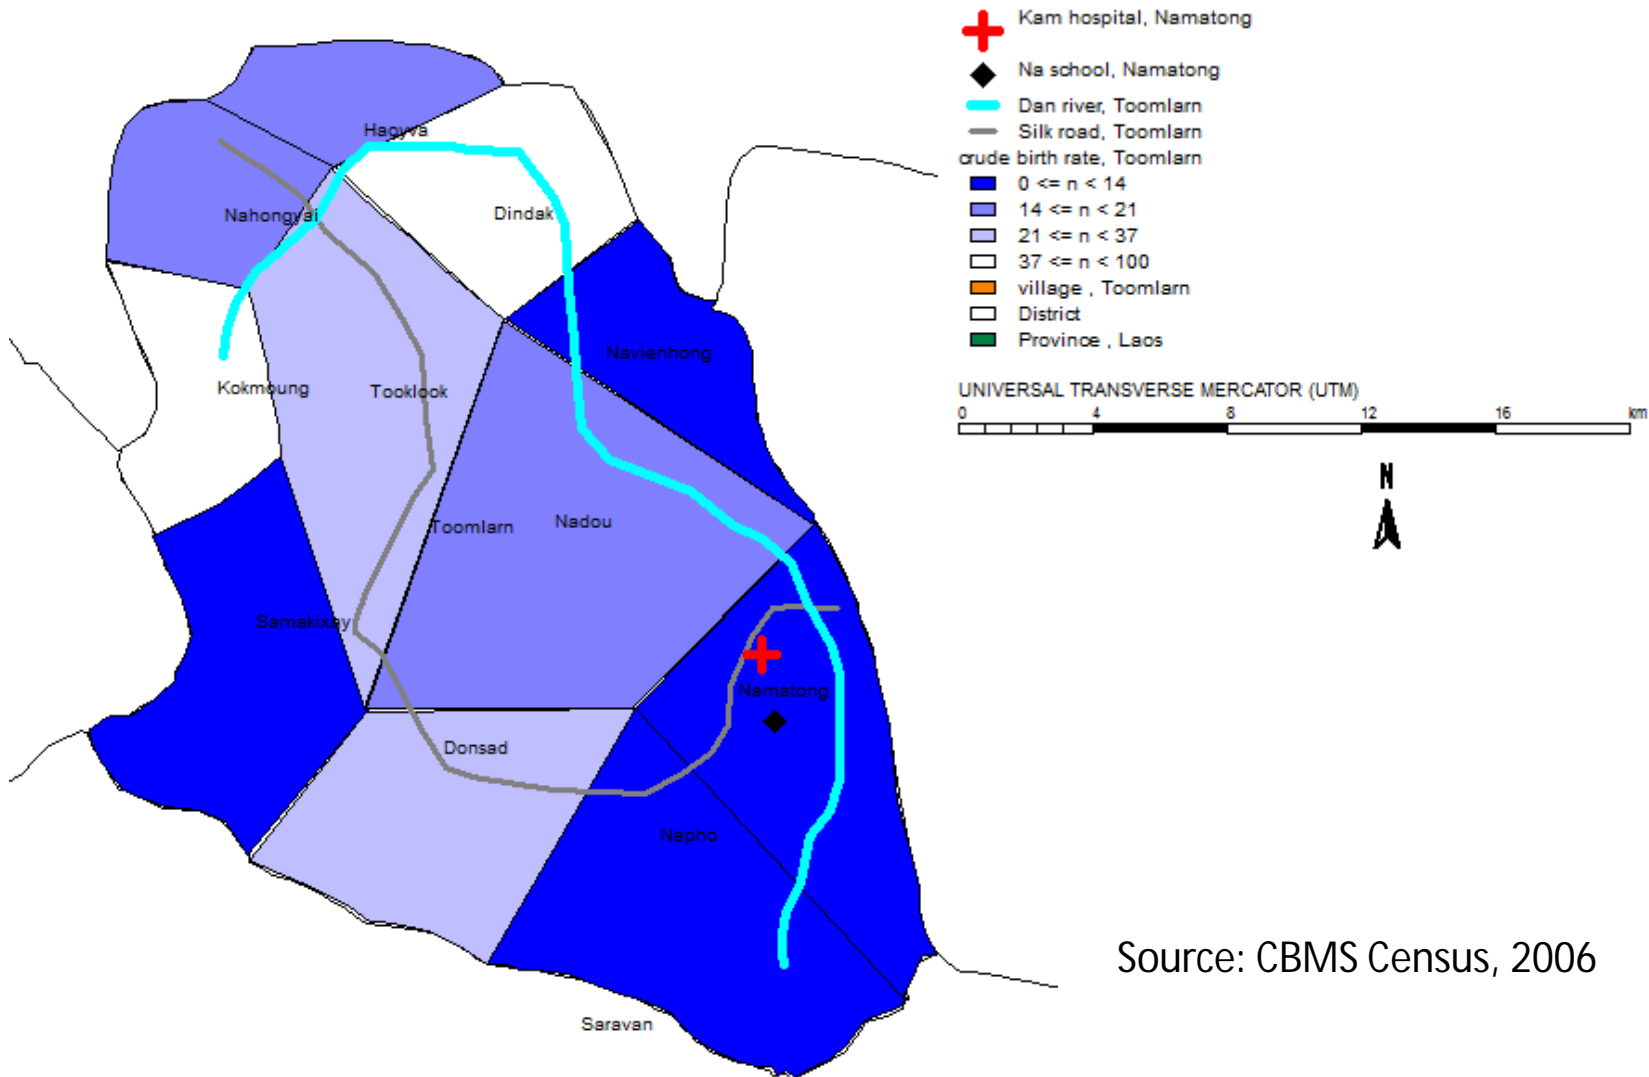 Kam hospital, Namatong
Na school, Namatong
Dan river, Toomlarn
Silk road, Toomlarn
crude birth rate, Toomlarn
0 <= n < 14
14 <= n < 21
21 <= n < 37
37 <= n < 100
village , Toomlarn
District
Province , Laos
UNIVERSAL TRANSVERSE MERCATOR (UTM)
0 4 8 12 16 km
N
Hagyva
Nahongyai
Dindak
Navienhong
Kokmoung
Tooklook
Toomlarn
Nadou
Samakixay
Namatong
Donsad
Napho
Saravan
Source: CBMS Census, 2006